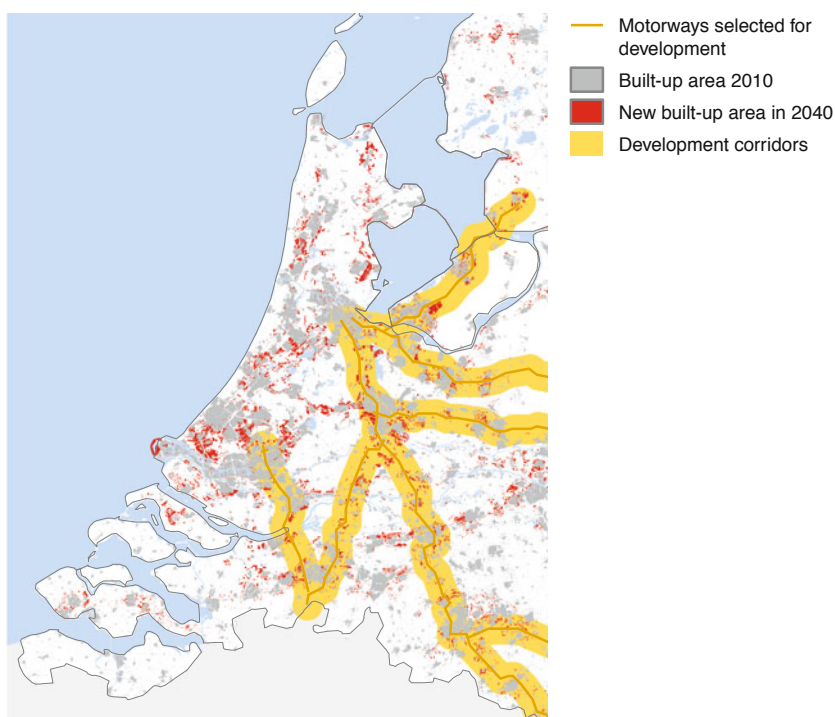 Motorways selected for
development
Built-up area 2010
New built-up area in 2040
Development corridors